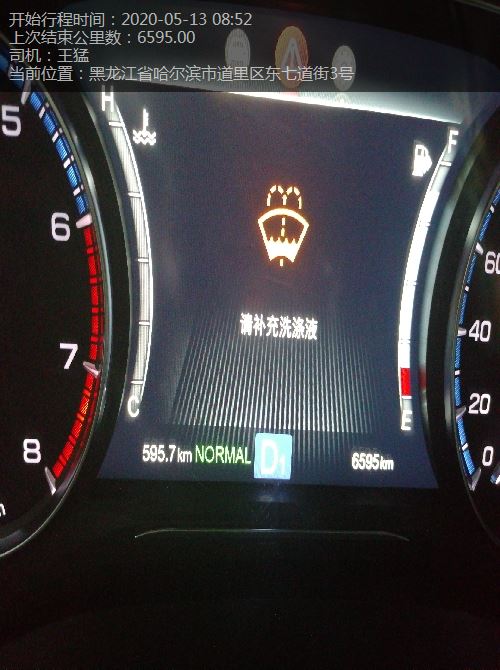 开始行程时间：2020-05-13 08:52
上次结束公里数：6595.00
司机：王猛
当前位置：黑龙江省哈尔滨市道里区东七道街3号
H
F
5
6
7
8
60
40
20
0
请补充洗涤液
C
E
595.7 km NORMAL D1 6595km